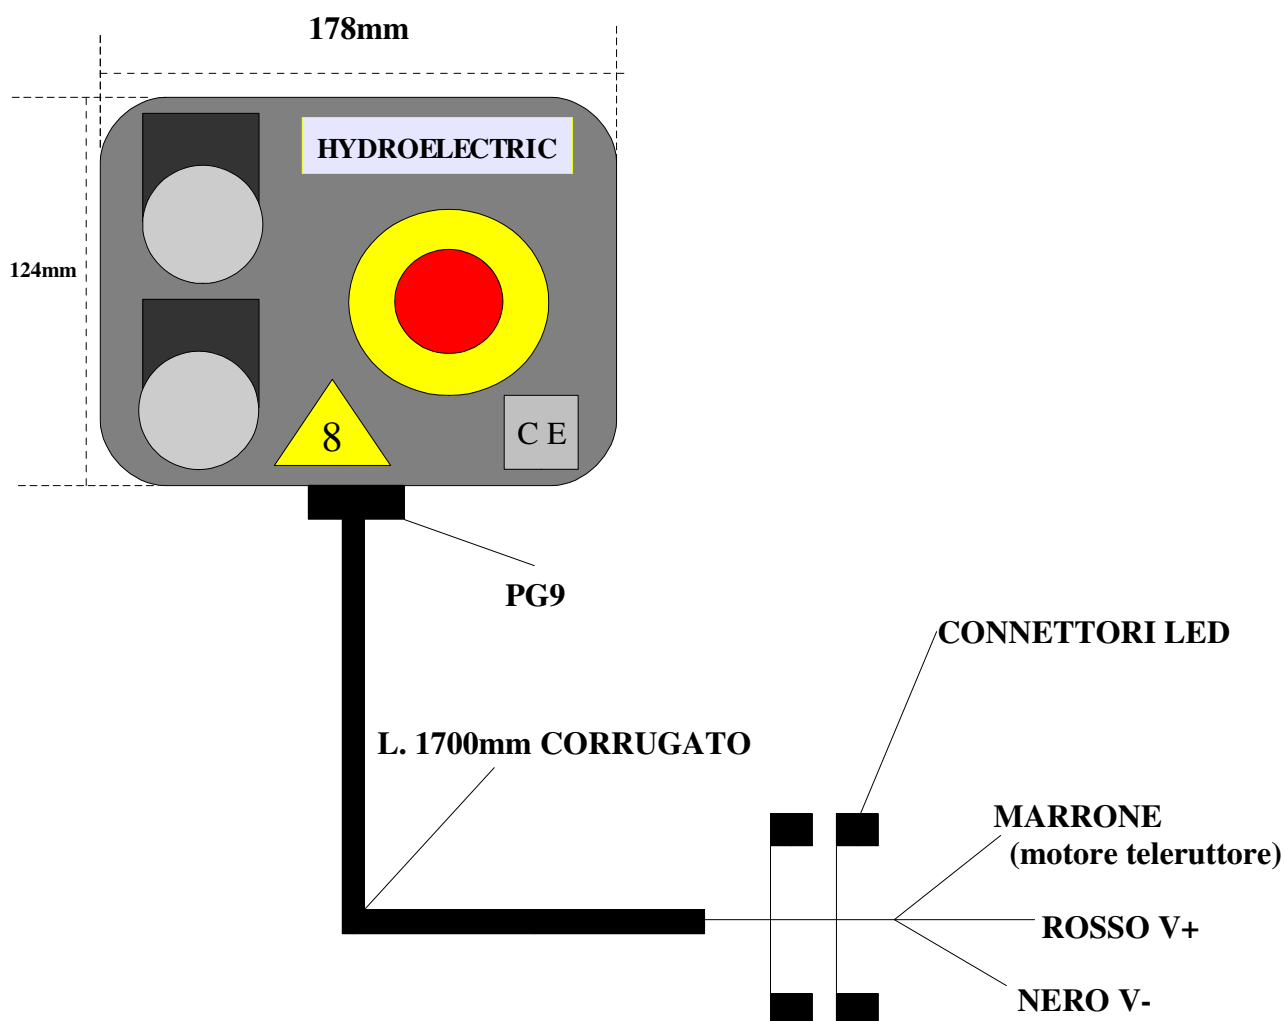 178mm
HYDROELECTRIC
124mm
8
C E
PG9
CONNETTORI LED
L. 1700mm CORRUGATO
MARRONE
(motore teleruttore)
ROSSO V+
NERO V-